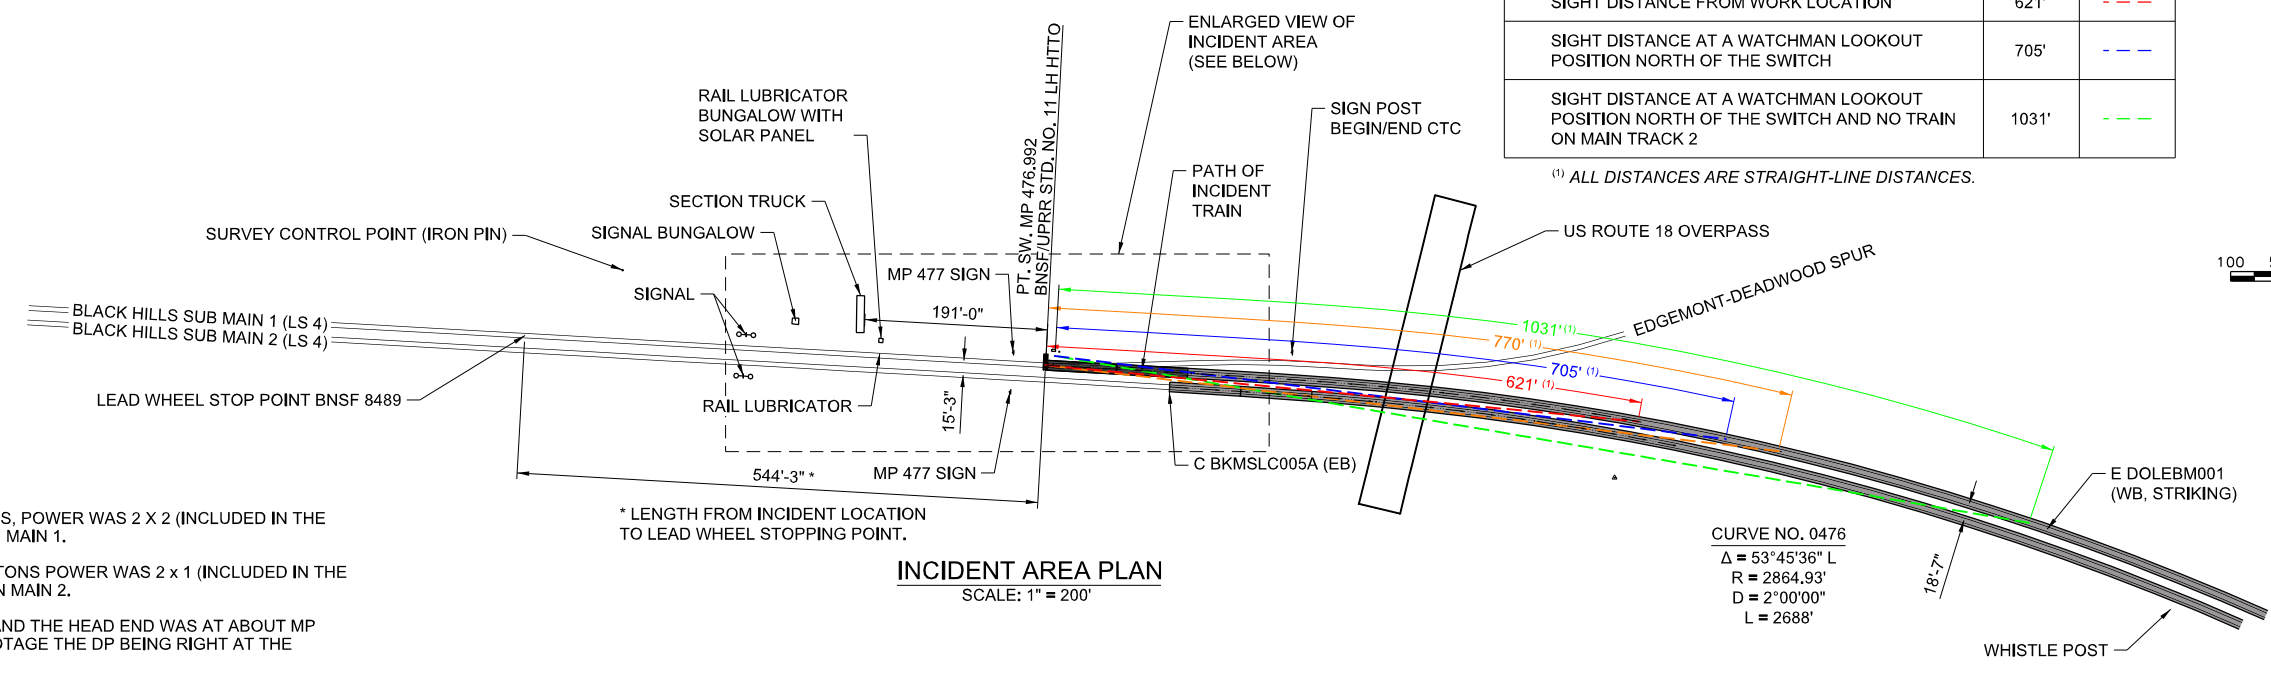 SIGHT DISTANCE FROM WORK LOCATION
621'
SIGHT DISTANCE AT A WATCHMAN LOOKOUT
POSITION NORTH OF THE SWITCH
705'
SIGHT DISTANCE AT A WATCHMAN LOOKOUT
POSITION NORTH OF THE SWITCH AND NO TRAIN
ON MAIN TRACK 2
1031'
(1) ALL DISTANCES ARE STRAIGHT-LINE DISTANCES.
ENLARGED VIEW OF
INCIDENT AREA
(SEE BELOW)
RAIL LUBRICATOR
BUNGALOW WITH
SOLAR PANEL
PT. SW. MP 476.992
BNSF/UPRR STD. NO. 11 LH HTTO
SIGN POST
BEGIN/END CTC
PATH OF
INCIDENT
TRAIN
SECTION TRUCK
SIGNAL BUNGALOW
SURVEY CONTROL POINT (IRON PIN)
SIGNAL
MP 477 SIGN
191'-0"
US ROUTE 18 OVERPASS
EDGEMONT-DEADWOOD SPUR
100
BLACK HILLS SUB MAIN 1 (LS 4)
BLACK HILLS SUB MAIN 2 (LS 4)
1031' (1)
770' (1)
705' (1)
621' (1)
LEAD WHEEL STOP POINT BNSF 8489
RAIL LUBRICATOR
15'-3"
544'-3" *
MP 477 SIGN
C BKMSLC005A (EB)
E DOLEBM001
(WB, STRIKING)
* LENGTH FROM INCIDENT LOCATION
TO LEAD WHEEL STOPPING POINT.
S, POWER WAS 2 X 2 (INCLUDED IN THE
MAIN 1.
TONS POWER WAS 2 x 1 (INCLUDED IN THE
N MAIN 2.
AND THE HEAD END WAS AT ABOUT MP
OTAGE THE DP BEING RIGHT AT THE
INCIDENT AREA PLAN
SCALE: 1" = 200'
CURVE NO. 0476
Δ = 53°45'36" L
R = 2864.93'
D = 2°00'00"
L = 2688'
18'-7"
WHISTLE POST